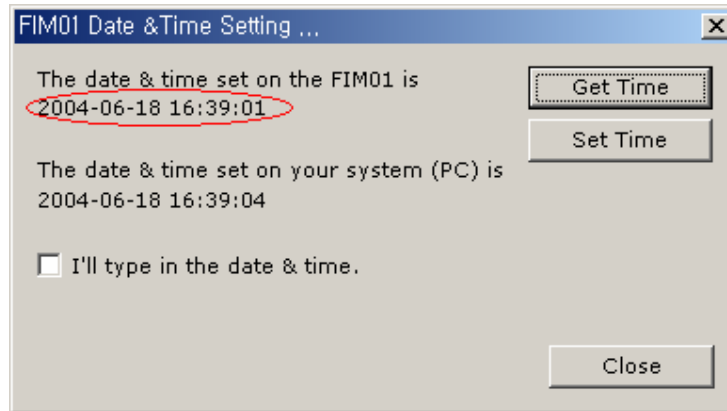 FIM01 Date &Time Setting ...
The date & time set on the FIM01 is
2004-06-18 16:39:01
Get Time
Set Time
The date & time set on your system (PC) is
2004-06-18 16:39:04
I'll type in the date & time.
Close